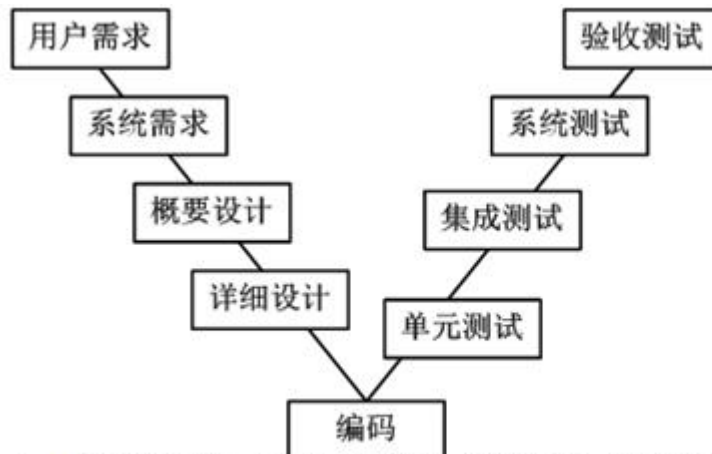 用户需求
验收测试
系统需求
系统测试
概要设计
集成测试
详细设计
单元测试
编码